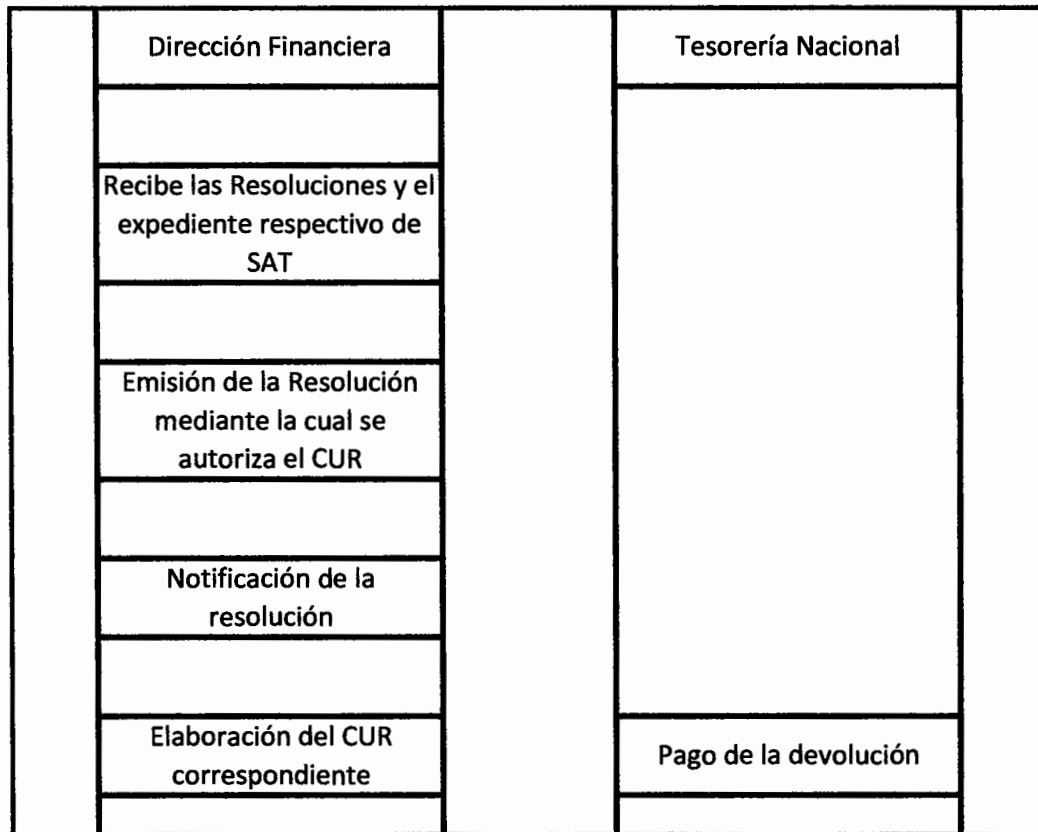 Dirección Financiera
Tesorería Nacional
Recibe las Resoluciones y el
expediente respectivo de
SAT
Emisión de la Resolución
mediante la cual se
autoriza el CUR
Notificación de la
resolución
Elaboración del CUR
correspondiente
Pago de la devolución